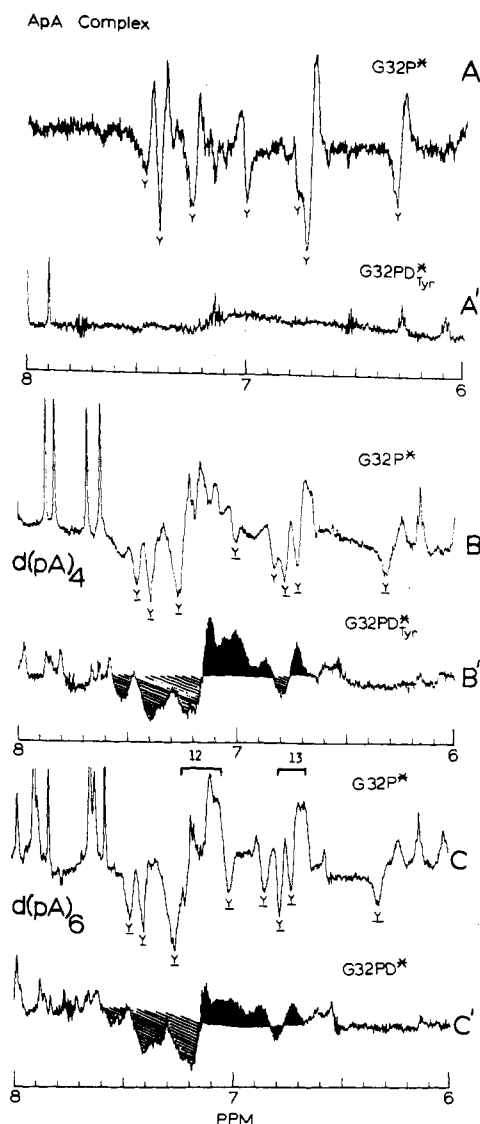 ApA Complex
G32P* A
Y Y Y Y Y Y Y
G32PD*Tyr A'
8 7 6
G32P* B
d(pA)4
Y Y Y Y Y Y Y Y
G32PD*Tyr B'
8 7 6
12 13
G32P* C
d(pA)6
Y Y Y Y Y Y Y Y
G32PD* C'
8 7 6
PPM